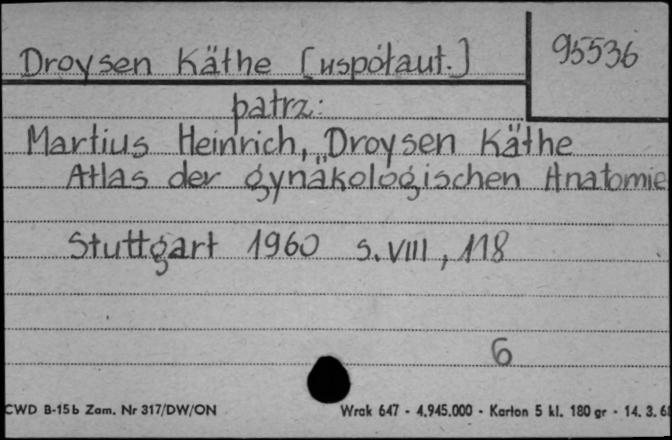 Droysen Käthe [współaut.]
95536
patrz:
Martius Heinrich, Droysen Käthe
Atlas der gynäkologischen Anatomie
Stuttgart 1960 s. VIII, 118
6
CWD B-15b Zam. Nr 317/DW/ON
Wrak 647 - 4.945.000 - Karton 5 kl. 180 gr - 14. 3. 61